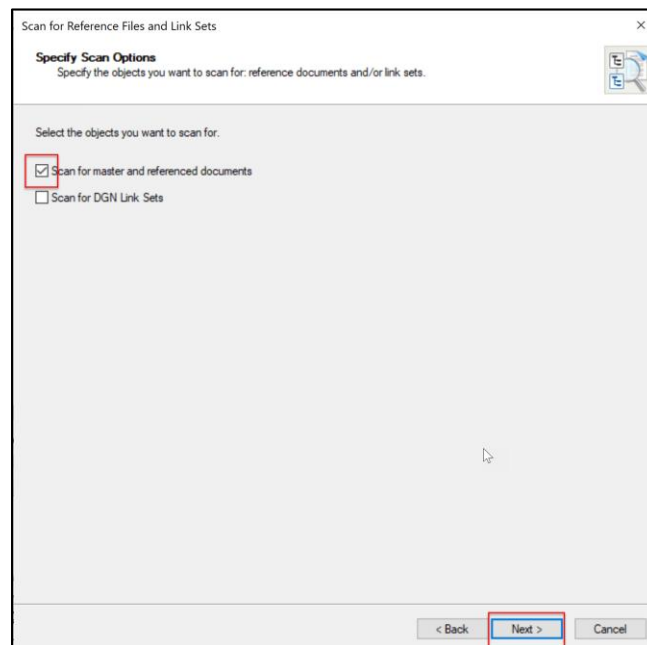 Scan for Reference Files and Link Sets
Specify Scan Options
Specify the objects you want to scan for: reference documents and/or link sets.
Select the objects you want to scan for.
Scan for master and referenced documents
Scan for DGN Link Sets
< Back Next > Cancel